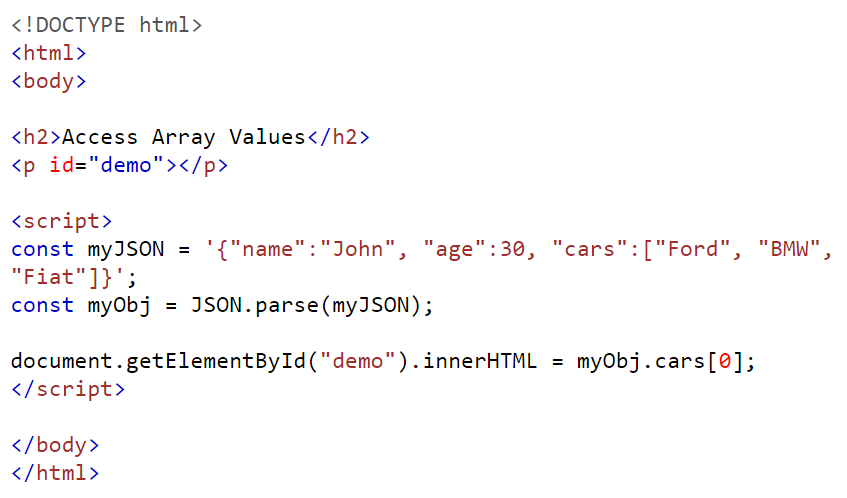 <!DOCTYPE html>
<html>
<body>
<h2>Access Array Values</h2>
<p id="demo"></p>
<script>
const myJSON = '{"name":"John", "age":30, "cars":["Ford", "BMW",
"Fiat"]}';
const myObj = JSON.parse(myJSON);
document.getElementById("demo").innerHTML = myObj.cars[0];
</script>
</body>
</html>